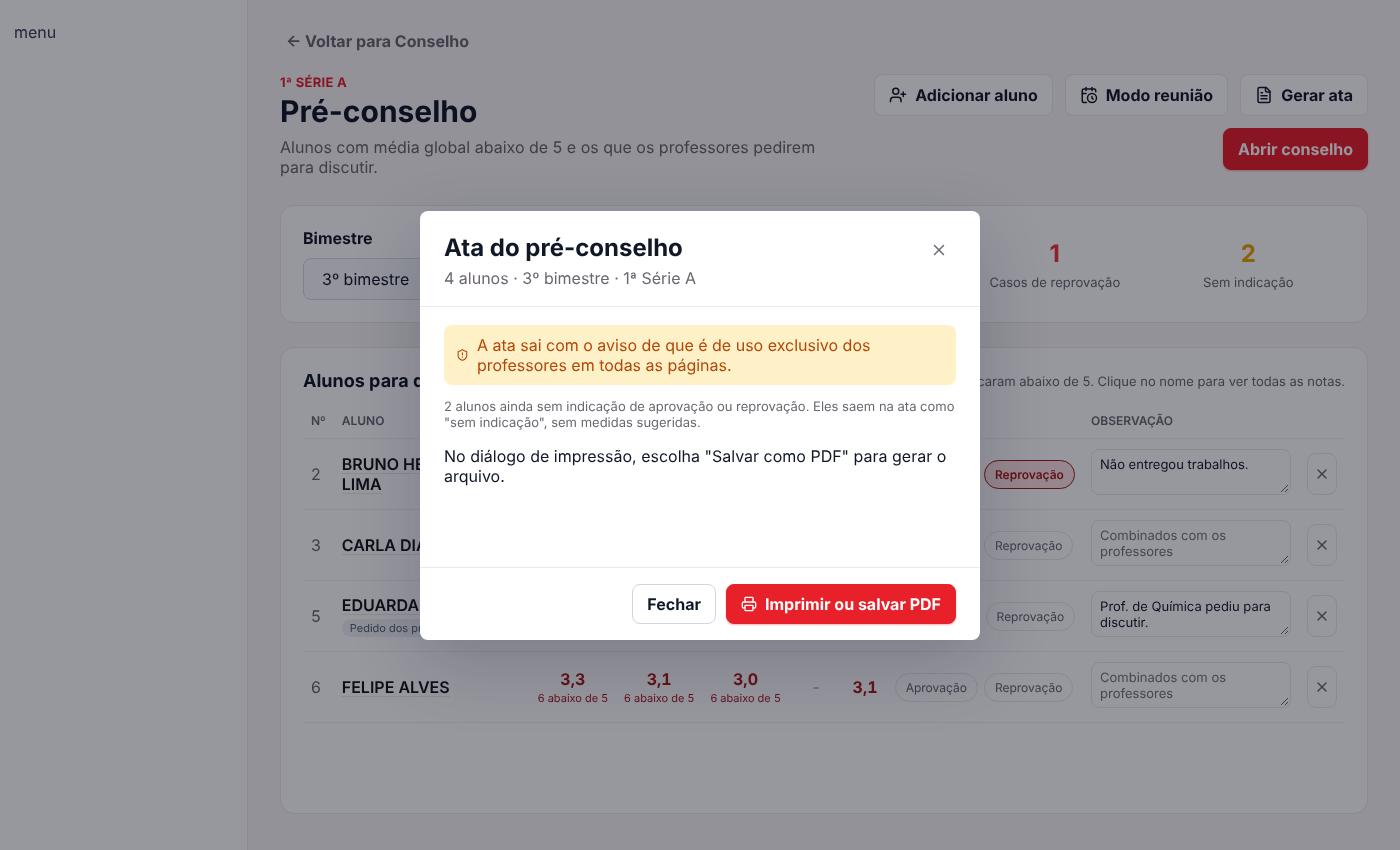 menu
Voltar para Conselho
1ª SÉRIE A
Pré-conselho
Alunos com média global abaixo de 5 e os que os professores pedirem
para discutir.
Adicionar aluno
Modo reunião
Gerar ata
Abrir conselho
Bimestre
3º bimestre
1
Casos de reprovação
2
Sem indicação
Ata do pré-conselho
4 alunos · 3º bimestre · 1ª Série A
A ata sai com o aviso de que é de uso exclusivo dos
professores em todas as páginas.
2 alunos ainda sem indicação de aprovação ou reprovação. Eles saem na ata como
"sem indicação", sem medidas sugeridas.
No diálogo de impressão, escolha "Salvar como PDF" para gerar o
arquivo.
Fechar
Imprimir ou salvar PDF
Alunos para
abaixo de 5. Clique no nome para ver todas as notas.
Nº ALUNO OBSERVAÇÃO
2 BRUNO
LIMA
Reprovação
Não entregou trabalhos.
3 CARLA
Reprovação
Combinados com os
professores
5 EDUARDA
Pedido dos
Reprovação
Prof. de Química pediu para
discutir.
6 FELIPE ALVES 3,3 3,1 3,0 - 3,1 Aprovação Reprovação
6 abaixo de 5 6 abaixo de 5 6 abaixo de 5
Combinados com os
professores